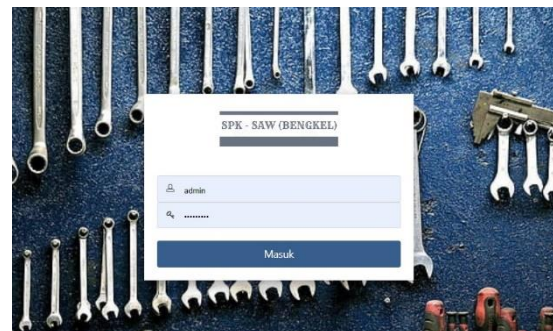 SPK - SAW (BENGKEL)
admin
•••••••••
Masuk